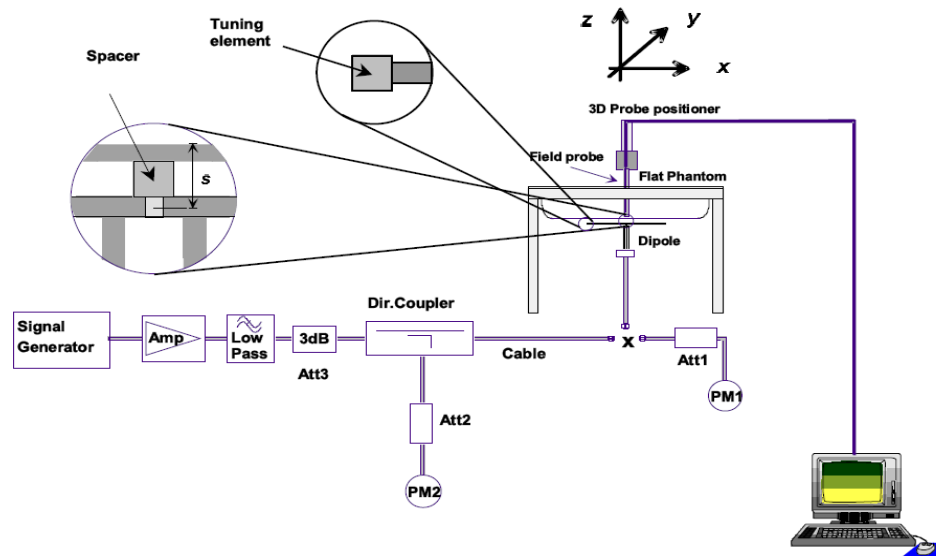 Tuning
element
Spacer
z
y
x
3D Probe positioner
Field probe
Flat Phantom
s
Dipole
Dir.Coupler
Signal
Generator
Amp
Low
Pass
3dB
Att3
Cable
x
Att1
PM1
Att2
PM2